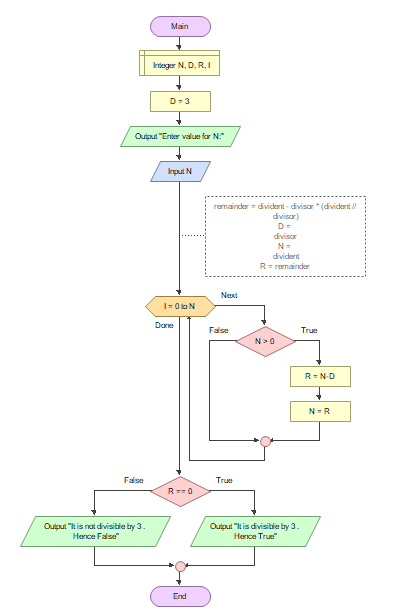 Main
Integer N, D, R, I
D = 3
Output "Enter value for N:"
Input N
remainder = divident - divisor * (divident //
divisor)
D =
divisor
N =
divident
R = remainder
I = 0 to N
Next
Done
False
True
N > 0
R = N-D
N = R
False
True
R == 0
Output "It is not divisible by 3 .
Hence False"
Output "It is divisible by 3 .
Hence True"
End